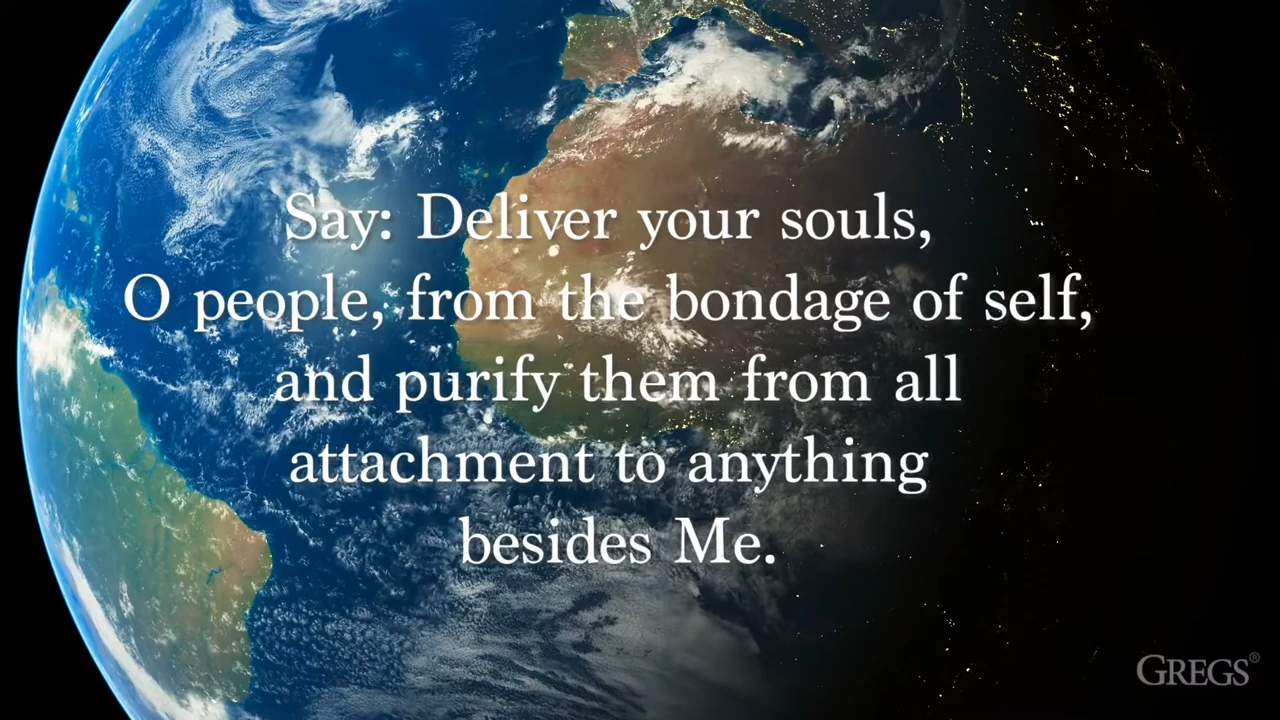 Say: Deliver your souls,
O people, from the bondage of self,
and purify them from all
attachment to anything
besides Me.
GREGS®